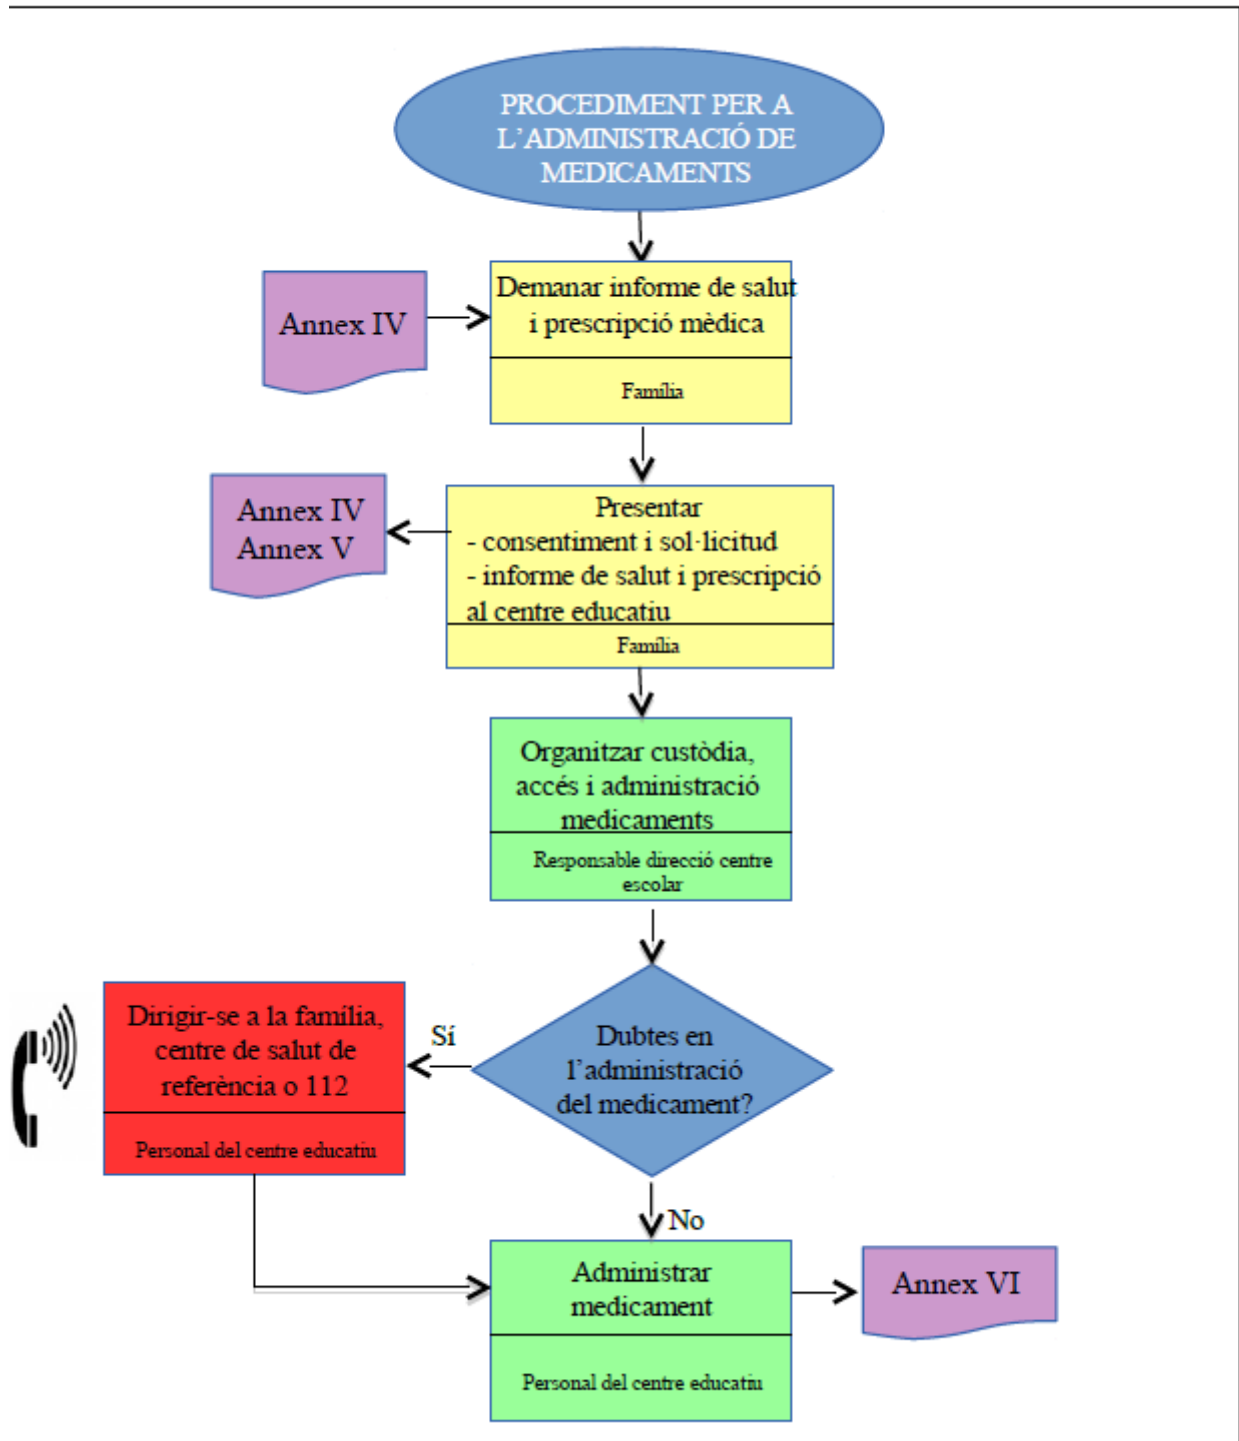 PROCEDIMENT PER A
L’ADMINISTRACIÓ DE
MEDICAMENTS
Annex IV
Demanar informe de salut
i prescripció mèdica
Família
Annex IV
Annex V
Presentar
- consentiment i sol·licitud
- informe de salut i prescripció
al centre educatiu
Família
Organitzar custòdia,
accés i administració
medicaments
Responsable direcció centre
escolar
Dirigir-se a la família,
centre de salut de
referència o 112
Personal del centre educatiu
Sí
Dubtes en
l’administració
del medicament?
No
Administrar
medicament
Personal del centre educatiu
Annex VI